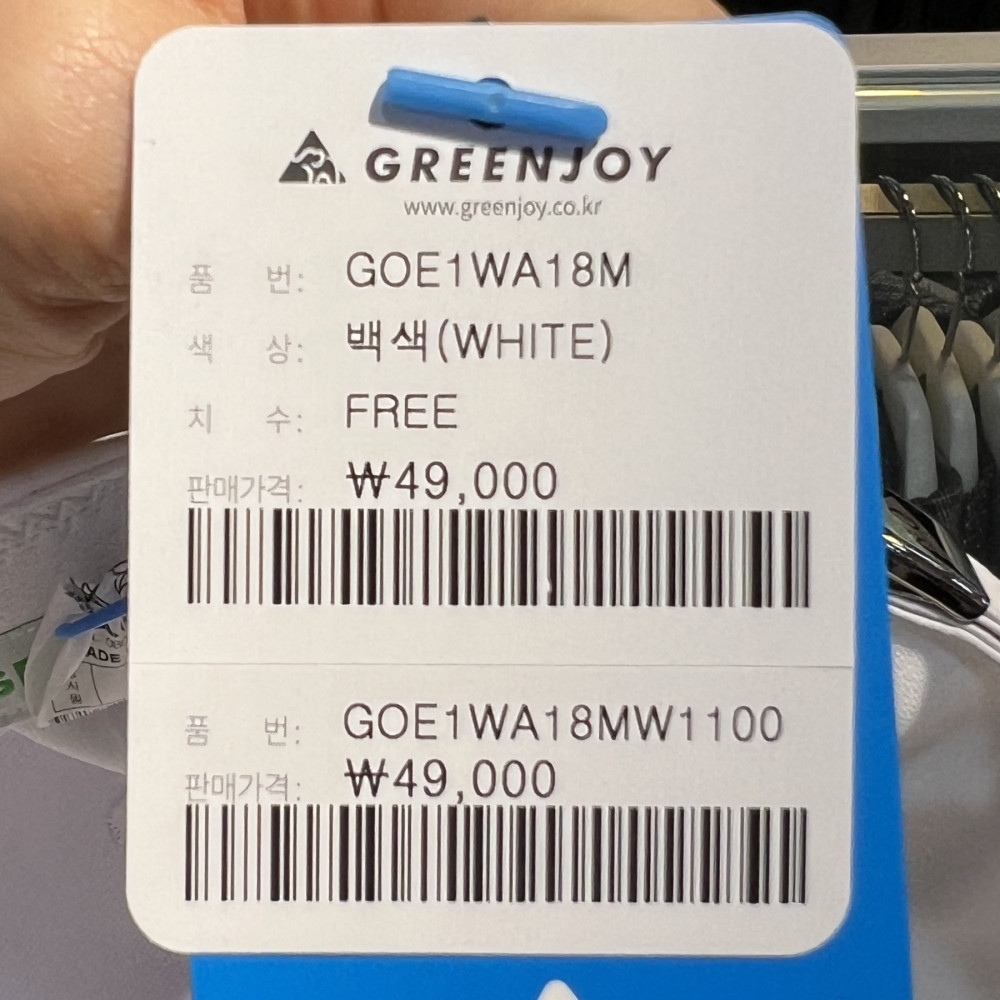 GREENJOY
www.greenjoy.co.kr
품 번: GOE1WA18M
색 상: 백색(WHITE)
치 수: FREE
판매가격: ₩49,000
품 번: GOE1WA18MW1100
판매가격: ₩49,000
ADE